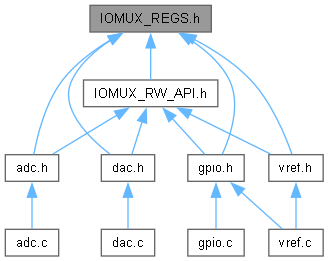 IOMUX_REGS.h
IOMUX_RW_API.h
adc.h
dac.h
gpio.h
vref.h
adc.c
dac.c
gpio.c
vref.c